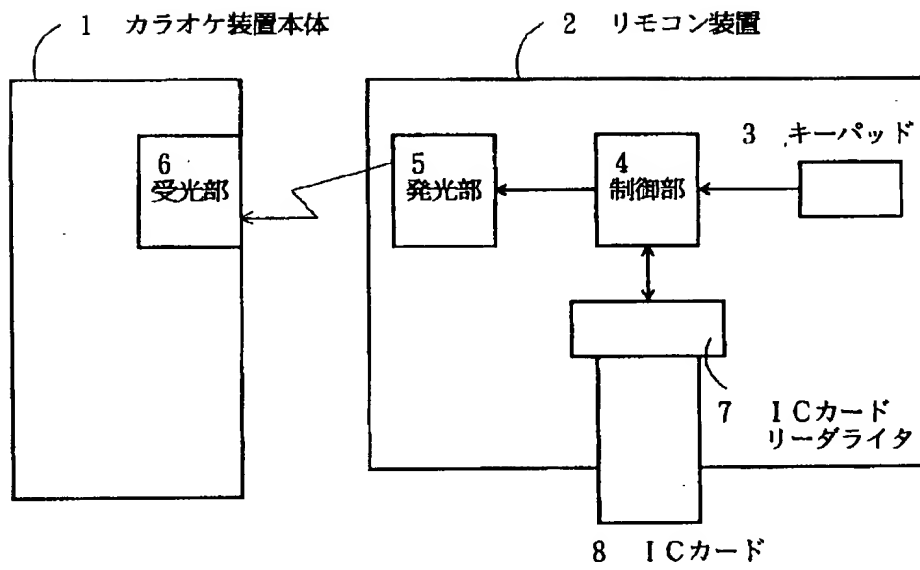 1 カラオケ装置本体
2 リモコン装置
3 キーパッド
6
受光部
5
発光部
4
制御部
7 ICカード
リーダライタ
8 ICカード